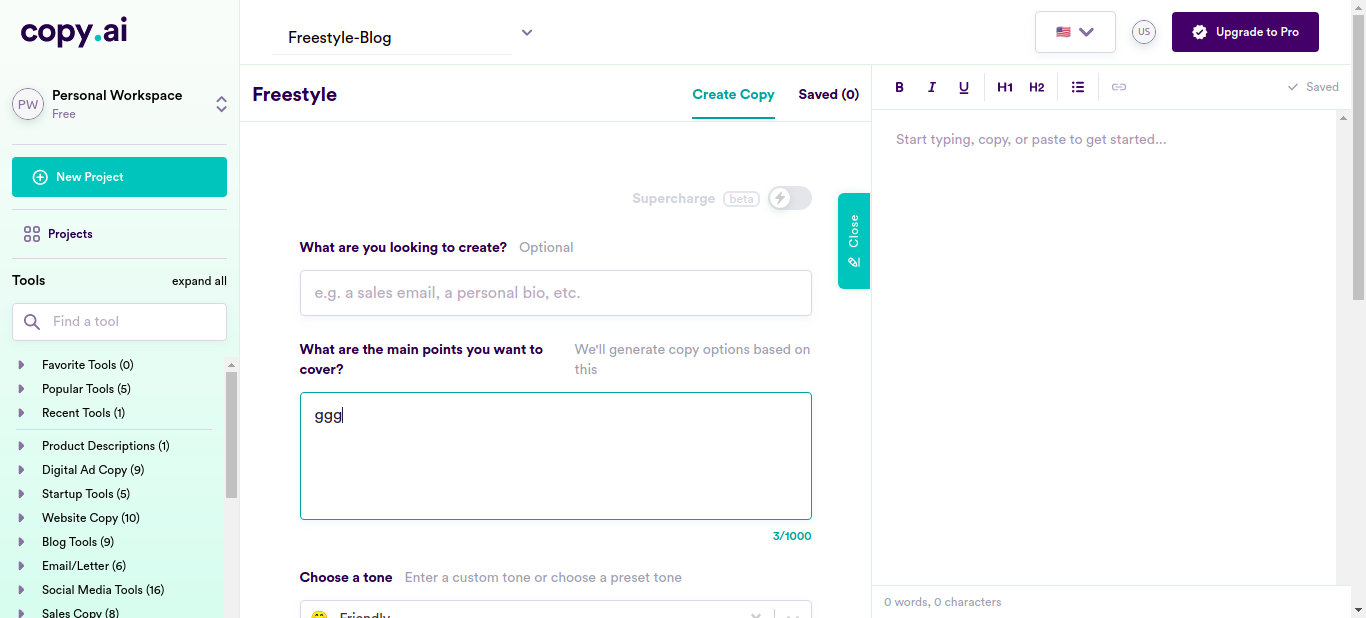 copy.ai
PW
Personal Workspace
Free
New Project
Projects
Tools
expand all
Find a tool
Favorite Tools (0)
Popular Tools (5)
Recent Tools (1)
Product Descriptions (1)
Digital Ad Copy (9)
Startup Tools (5)
Website Copy (10)
Blog Tools (9)
Email/Letter (6)
Social Media Tools (16)
Sales Copy (8)
Freestyle-Blog
US
Upgrade to Pro
Freestyle
Create Copy
Saved (0)
Supercharge beta
What are you looking to create? Optional
e.g. a sales email, a personal bio, etc.
What are the main points you want to
cover?
We'll generate copy options based on
this
ggg
3/1000
Choose a tone Enter a custom tone or choose a preset tone
Friendly
Close
B I U H1 H2
Saved
Start typing, copy, or paste to get started...
0 words, 0 characters